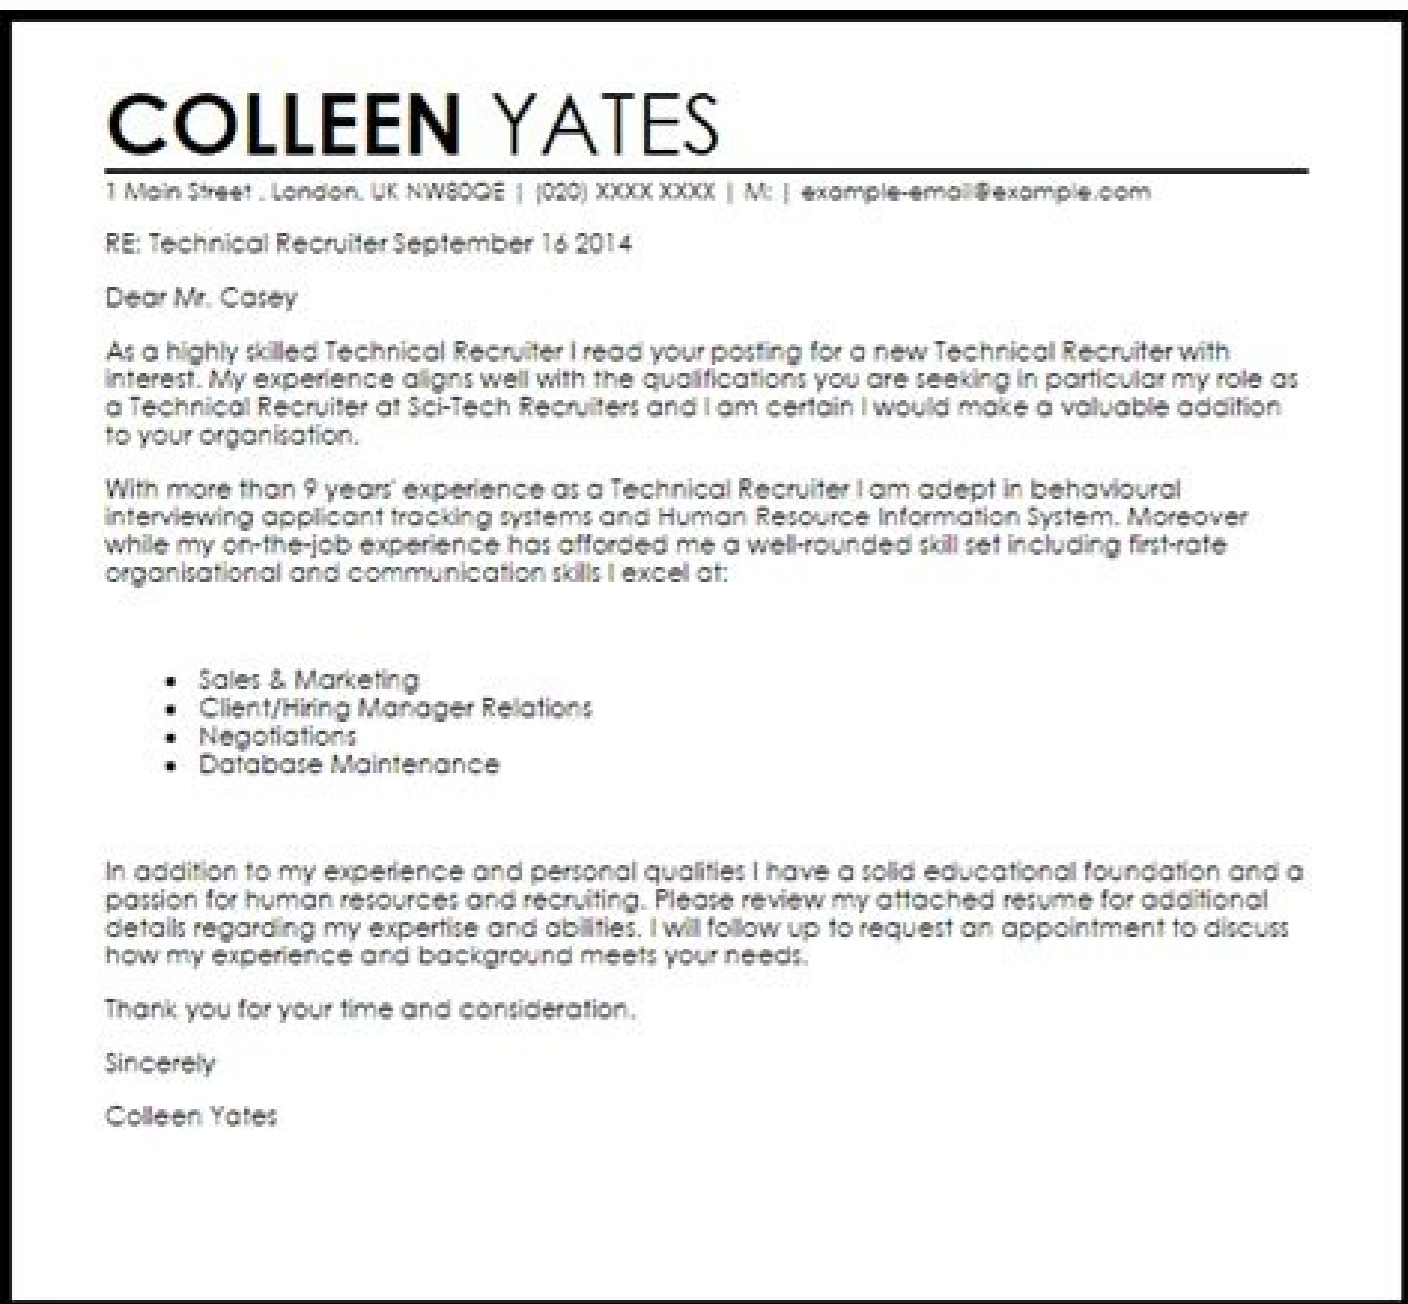 COLLEEN YATES
1 Main Street , London, UK NW80QE | (020) XXXX XXXX | M: | example-email@example.com
RE: Technical Recruiter September 16 2014
Dear Mr. Casey
As a highly skilled Technical Recruiter I read your posting for a new Technical Recruiter with
interest. My experience aligns well with the qualifications you are seeking in particular my role as
a Technical Recruiter at Sci-Tech Recruiters and I am certain I would make a valuable addition
to your organisation.
With more than 9 years' experience as a Technical Recruiter I am adept in behavioural
interviewing applicant tracking systems and Human Resource Information System. Moreover
while my on-the-job experience has afforded me a well-rounded skill set including first-rate
organisational and communication skills I excel at:
• Sales & Marketing
• Client/Hiring Manager Relations
• Negotiations
• Database Maintenance
In addition to my experience and personal qualities I have a solid educational foundation and a
passion for human resources and recruiting. Please review my attached resume for additional
details regarding my expertise and abilities. I will follow up to request an appointment to discuss
how my experience and background meets your needs.
Thank you for your time and consideration.
Sincerely
Colleen Yates